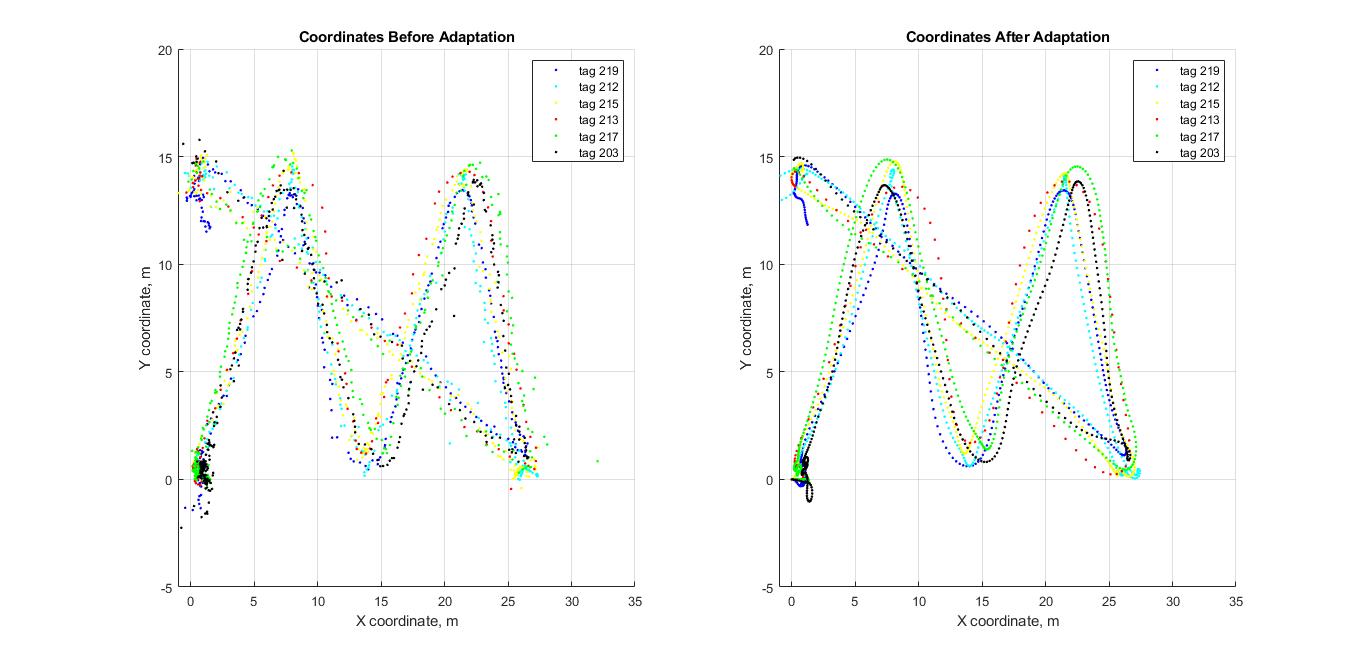 Coordinates Before Adaptation
20
15
10
5
0
-5
0 5 10 15 20 25 30 35
Y coordinate, m
X coordinate, m
tag 219
tag 212
tag 215
tag 213
tag 217
tag 203
Coordinates After Adaptation
20
15
10
5
0
-5
0 5 10 15 20 25 30 35
Y coordinate, m
X coordinate, m
tag 219
tag 212
tag 215
tag 213
tag 217
tag 203